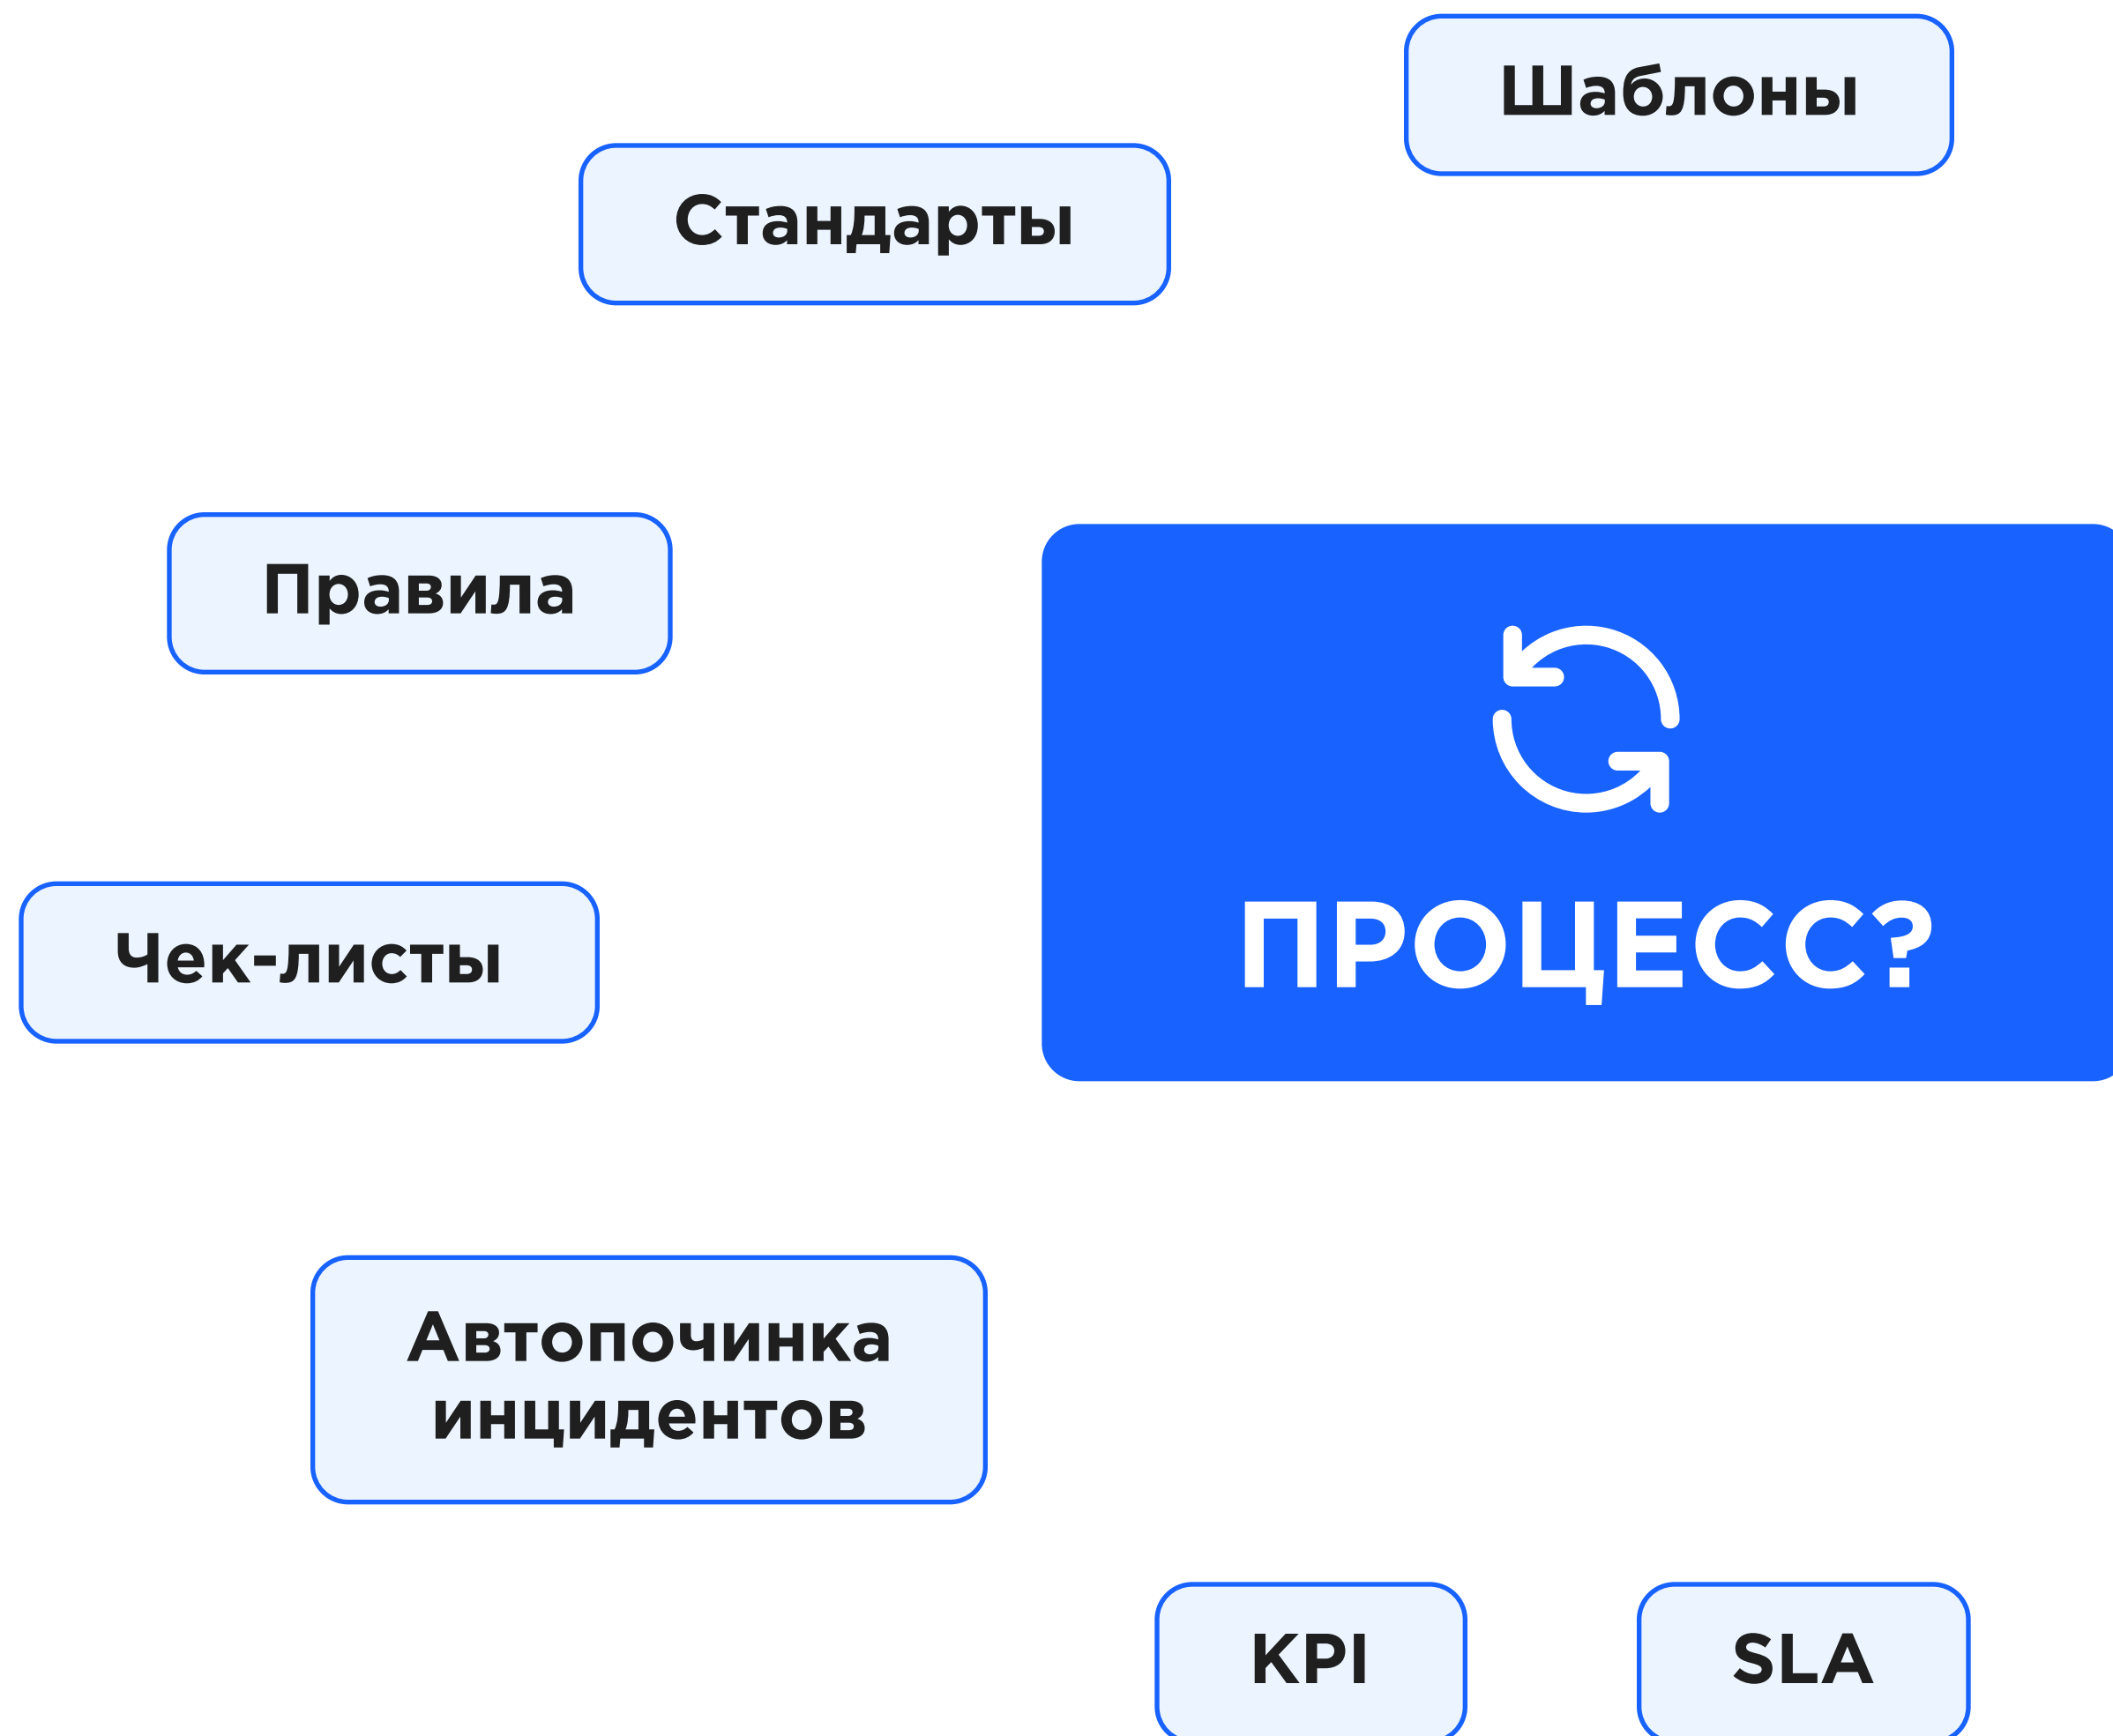 Шаблоны
Стандарты
Правила
ПРОЦЕСС?
Чек-листы
Автопочинка
инцидентов
KPI
SLA